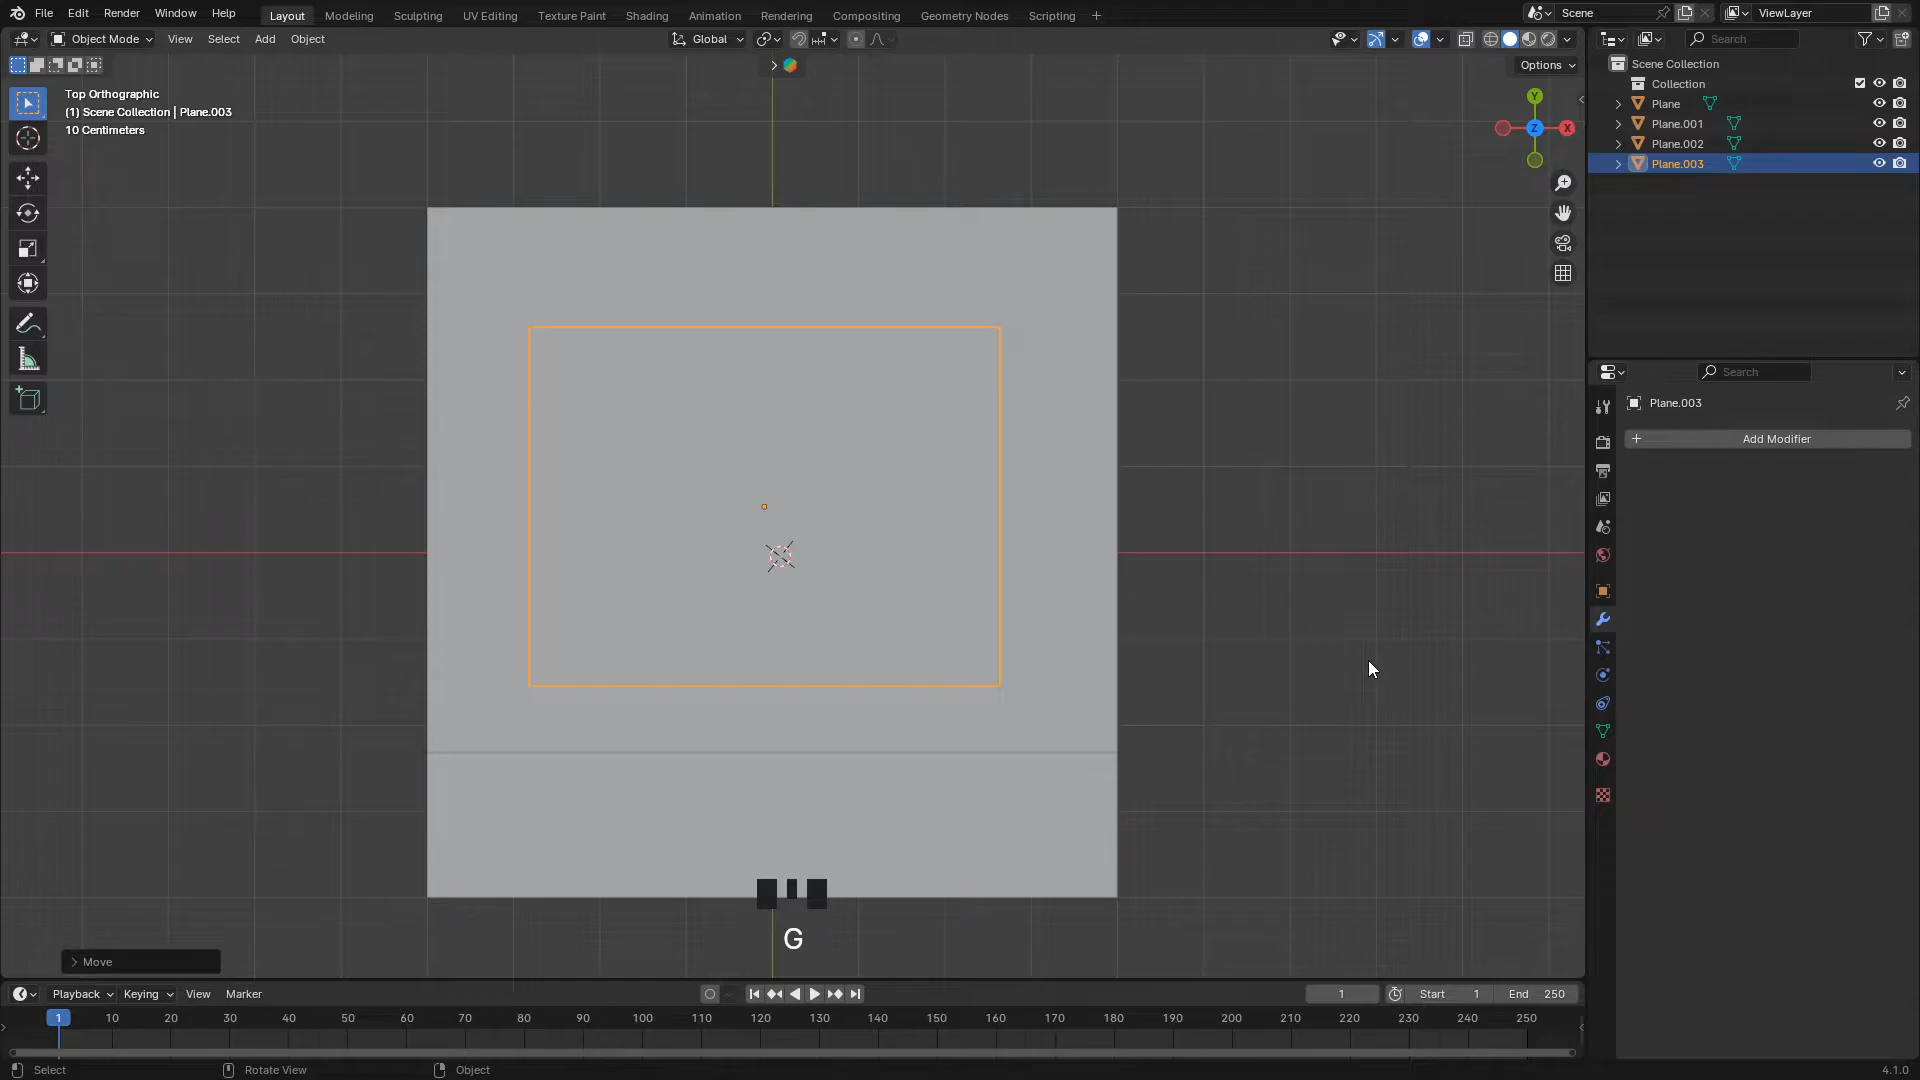 File Edit Render Window Help Layout Modeling Sculpting UV Editing Texture Paint Shading Animation Rendering Compositing Geometry Nodes Scripting + Scene ViewLayer
Object Mode View Select Add Object Global Search
Options
Top Orthographic
(1) Scene Collection | Plane.003
10 Centimeters
Y
Z X
Scene Collection
Collection
Plane
Plane.001
Plane.002
Plane.003
Search
Plane.003
+ Add Modifier
G
> Move
Playback Keying View Marker 1 Start 1 End 250
1 10 20 30 40 50 60 70 80 90 100 110 120 130 140 150 160 170 180 190 200 210 220 230 240 250
Select Rotate View Object 4.1.0